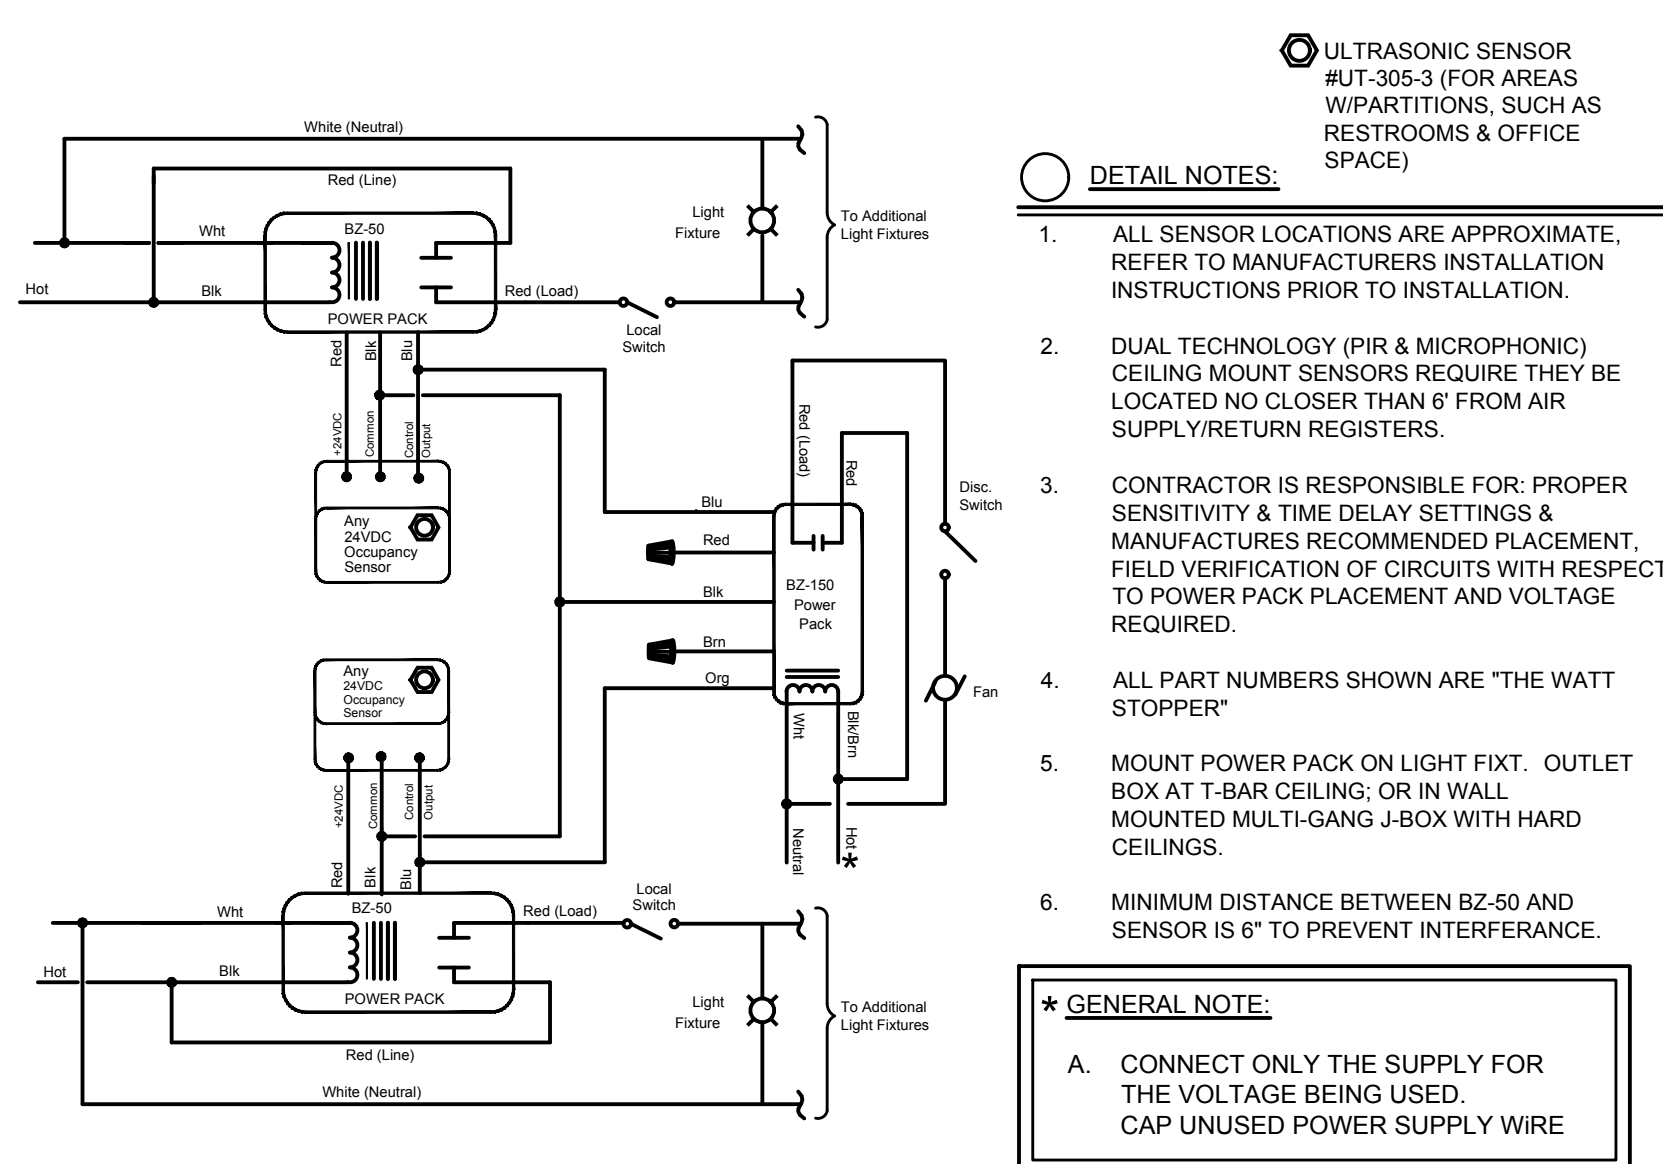 ULTRASONIC SENSOR
#UT-305-3 (FOR AREAS
W/PARTITIONS, SUCH AS
RESTROOMS & OFFICE
SPACE)
White (Neutral)
Red (Line)
Wht
BZ-50
Hot
Blk
POWER PACK
Red (Load)
Local
Switch
Light
Fixture
To Additional
Light Fixtures
Red
Blk
Blu
+24VDC
Common
Control
Output
Any
24VDC
Occupancy
Sensor
Any
24VDC
Occupancy
Sensor
+24VDC
Common
Control
Output
Red
Blk
Blu
Wht
BZ-50
Hot
Blk
POWER PACK
Red (Load)
Local
Switch
Red (Line)
White (Neutral)
Light
Fixture
To Additional
Light Fixtures
Red (Load)
Red
Disc.
Switch
Blu
Red
Blk
Brn
Org
BZ-150
Power
Pack
Wht
Blk/Brn
Fan
Neutral
Hot
*
DETAIL NOTES:
1. ALL SENSOR LOCATIONS ARE APPROXIMATE,
REFER TO MANUFACTURERS INSTALLATION
INSTRUCTIONS PRIOR TO INSTALLATION.
2. DUAL TECHNOLOGY (PIR & MICROPHONIC)
CEILING MOUNT SENSORS REQUIRE THEY BE
LOCATED NO CLOSER THAN 6' FROM AIR
SUPPLY/RETURN REGISTERS.
3. CONTRACTOR IS RESPONSIBLE FOR: PROPER
SENSITIVITY & TIME DELAY SETTINGS &
MANUFACTURES RECOMMENDED PLACEMENT,
FIELD VERIFICATION OF CIRCUITS WITH RESPECT
TO POWER PACK PLACEMENT AND VOLTAGE
REQUIRED.
4. ALL PART NUMBERS SHOWN ARE "THE WATT
STOPPER"
5. MOUNT POWER PACK ON LIGHT FIXT. OUTLET
BOX AT T-BAR CEILING; OR IN WALL
MOUNTED MULTI-GANG J-BOX WITH HARD
CEILINGS.
6. MINIMUM DISTANCE BETWEEN BZ-50 AND
SENSOR IS 6" TO PREVENT INTERFERANCE.
* GENERAL NOTE:
A. CONNECT ONLY THE SUPPLY FOR
THE VOLTAGE BEING USED.
CAP UNUSED POWER SUPPLY WiRE